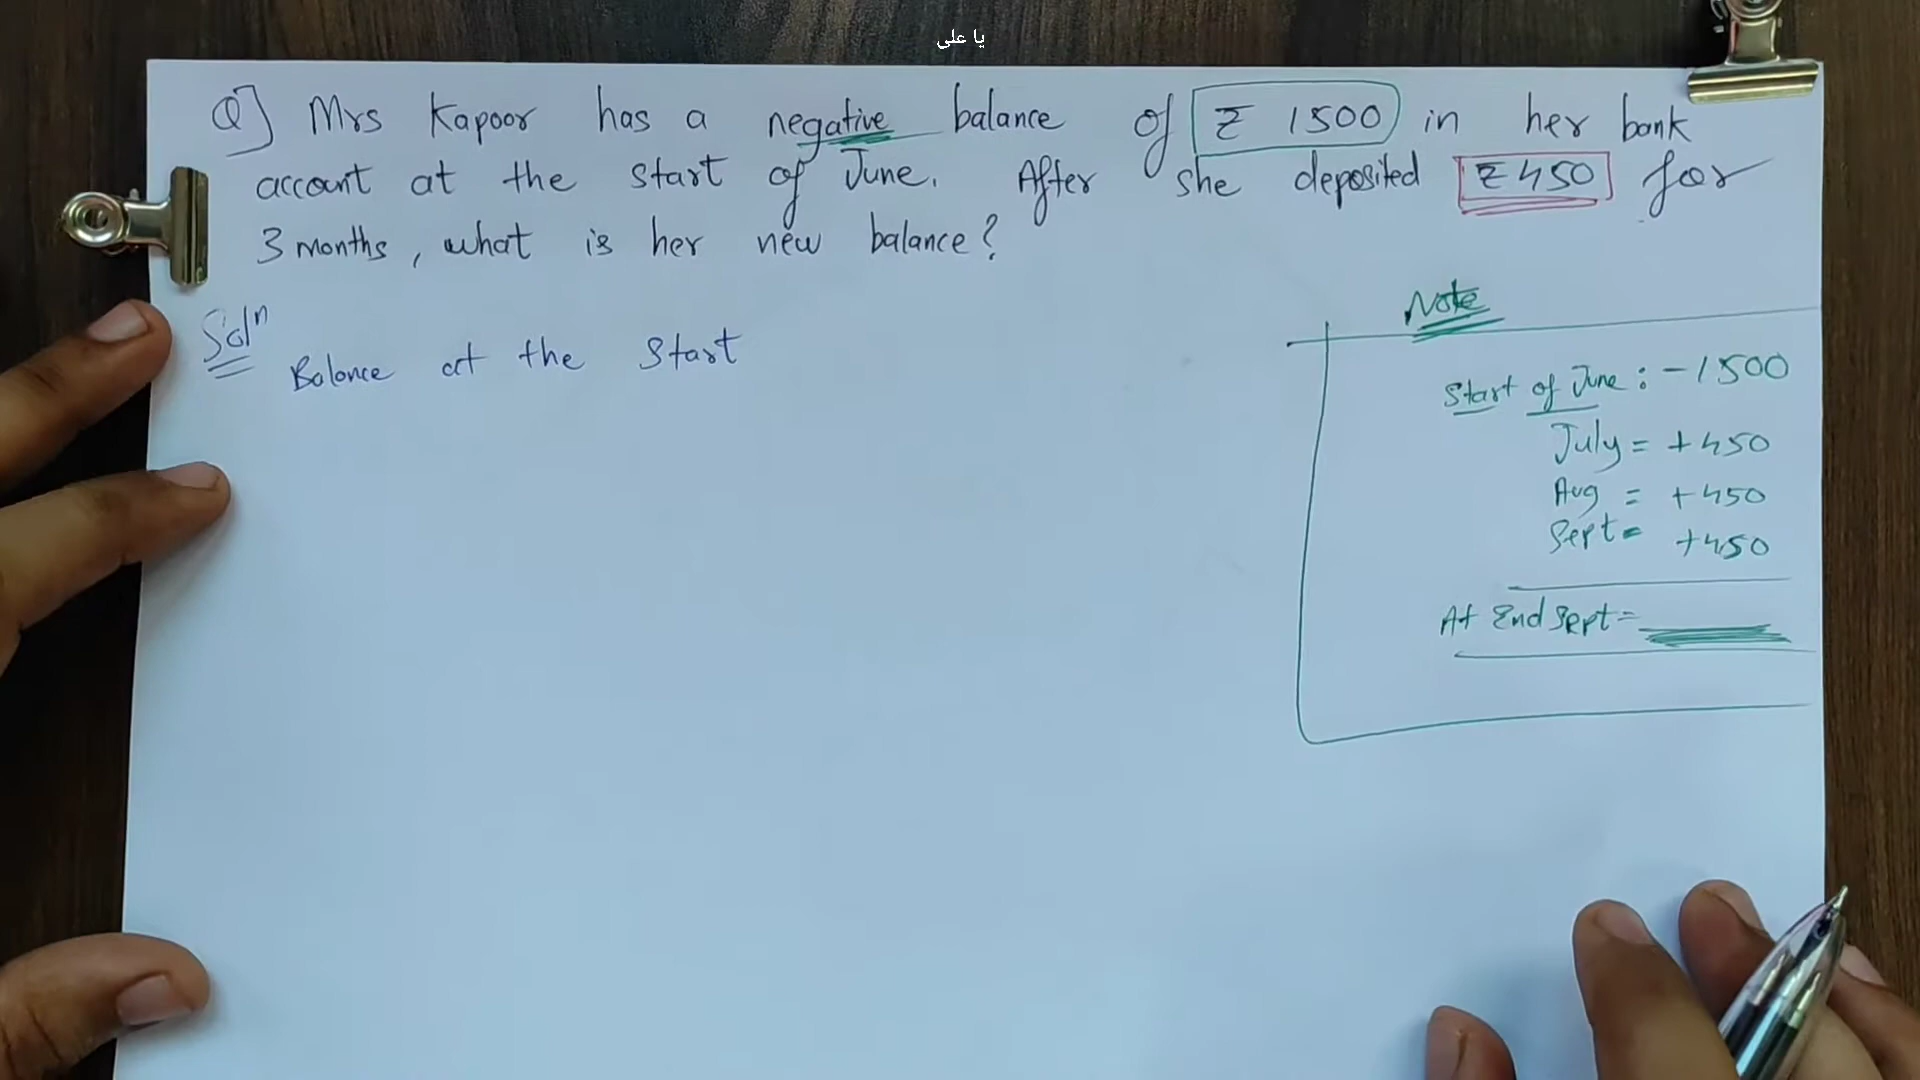 يا على
Q] Mrs Kapoor has a negative balance of ₹ 1500 in her bank
account at the start of June. After she deposited ₹450 for
3 months, what is her new balance?
Solⁿ
Balance at the Start
Note
Start of June : -1500
July = +450
Aug = +450
Sept = +450
At End Sept =